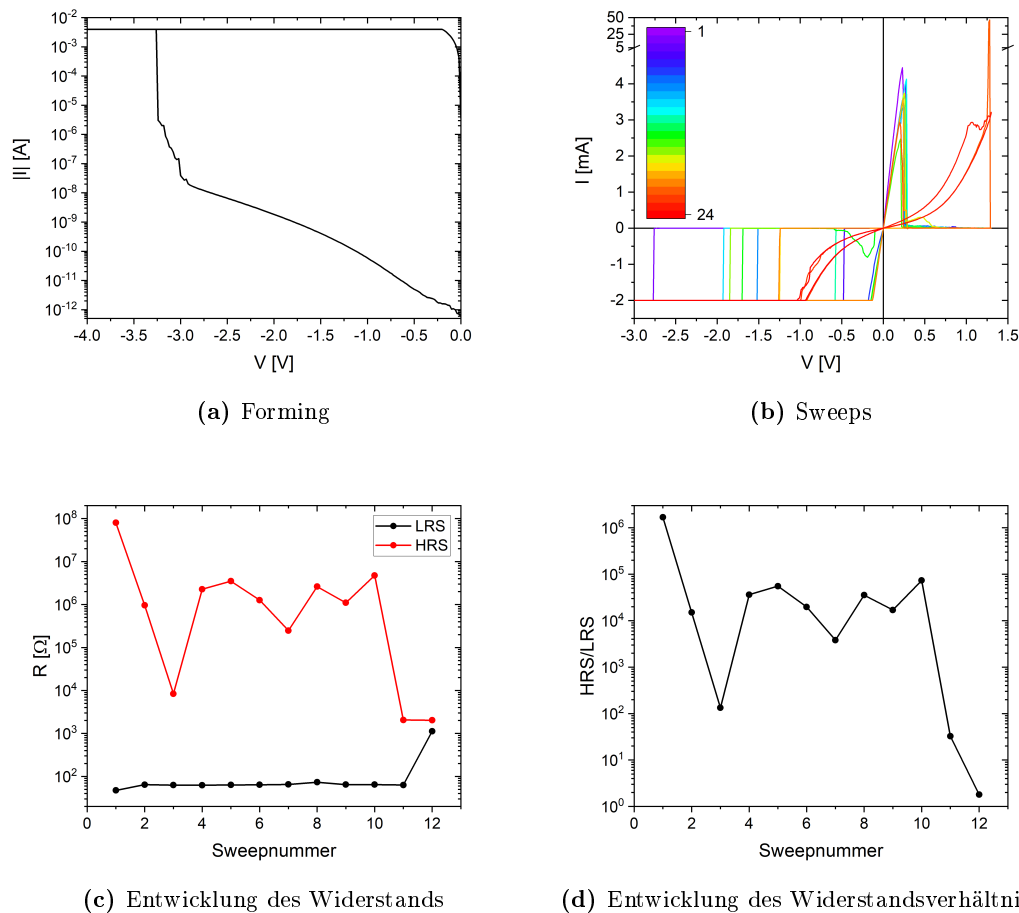 10⁻²
10⁻³
10⁻⁴
10⁻⁵
10⁻⁶
10⁻⁷
10⁻⁸
10⁻⁹
10⁻¹⁰
10⁻¹¹
10⁻¹²
|I| [A]
-4.0 -3.5 -3.0 -2.5 -2.0 -1.5 -1.0 -0.5 0.0
V [V]
(a) Forming
50
25
5
4
3
2
1
0
-1
-2
I [mA]
1
24
-3.0 -2.5 -2.0 -1.5 -1.0 -0.5 0.0 0.5 1.0 1.5
V [V]
(b) Sweeps
10⁸
10⁷
10⁶
10⁵
10⁴
10³
10²
R [Ω]
LRS
HRS
0 2 4 6 8 10 12
Sweepnummer
(c) Entwicklung des Widerstands
10⁶
10⁵
10⁴
10³
10²
10¹
10⁰
HRS/LRS
0 2 4 6 8 10 12
Sweepnummer
(d) Entwicklung des Widerstandsverhältni